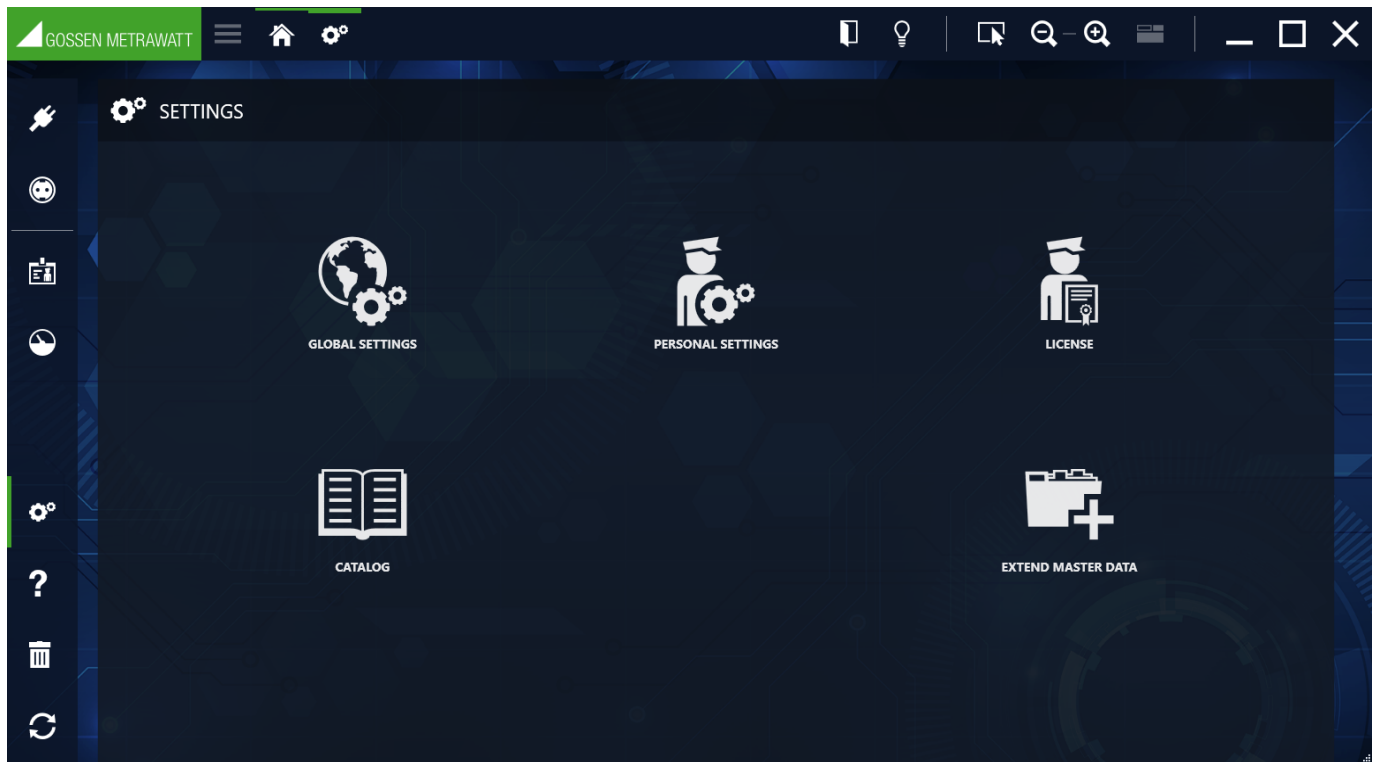 GOSSEN METRAWATT
SETTINGS
GLOBAL SETTINGS
PERSONAL SETTINGS
LICENSE
CATALOG
EXTEND MASTER DATA
?